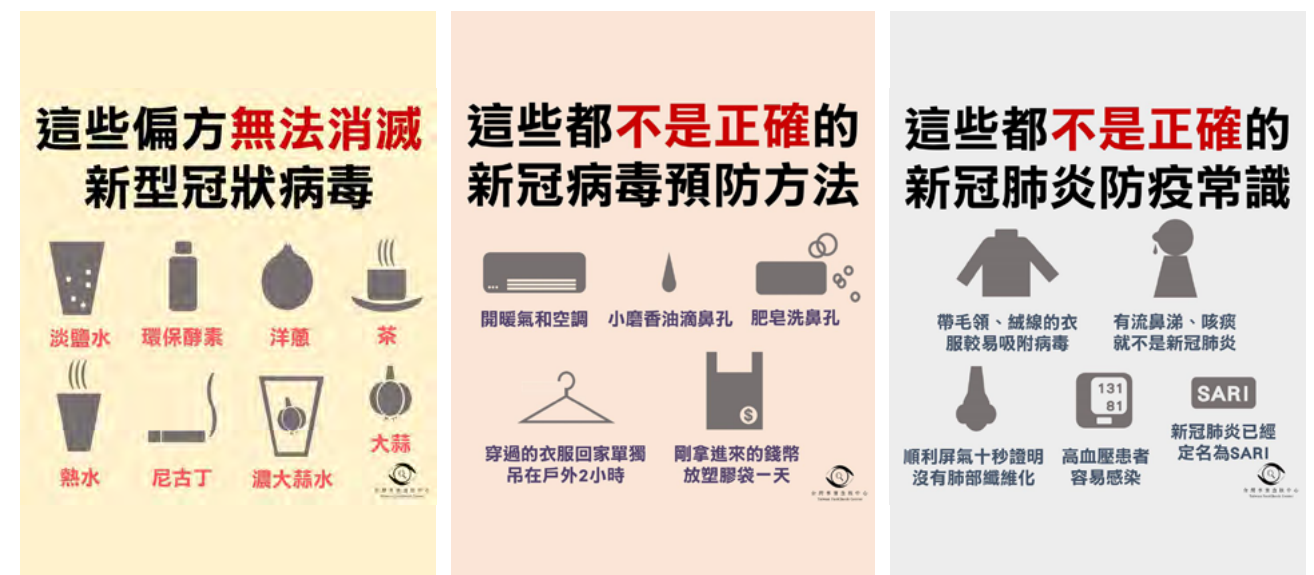 這些偏方無法消滅
新型冠狀病毒
淡鹽水
環保酵素
洋蔥
茶
熱水
尼古丁
濃大蒜水
大蒜
這些都不是正確的
新冠病毒預防方法
開暖氣和空調
小磨香油滴鼻孔
肥皂洗鼻孔
穿過的衣服回家單獨
吊在戶外2小時
剛拿進來的錢幣
放塑膠袋一天
$
這些都不是正確的
新冠肺炎防疫常識
帶毛領、絨線的衣
服較易吸附病毒
有流鼻涕、咳痰
就不是新冠肺炎
順利屏氣十秒證明
沒有肺部纖維化
131
81
高血壓患者
容易感染
SARI
新冠肺炎已經
定名為SARI